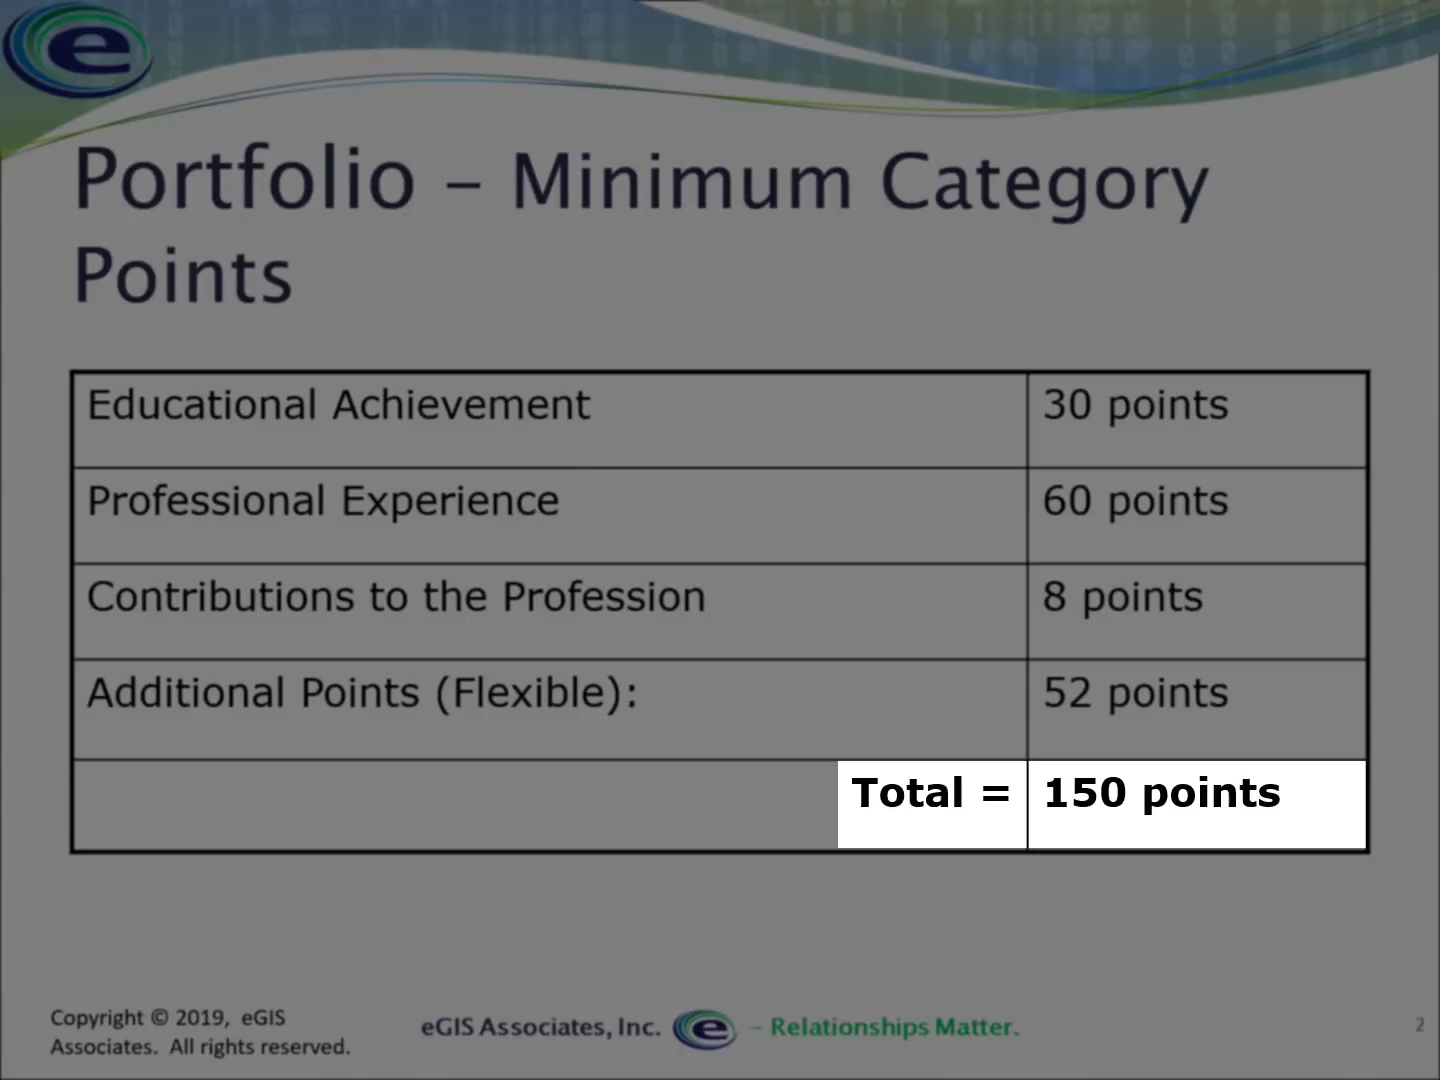 Portfolio – Minimum Category
Points
Educational Achievement 30 points
Professional Experience 60 points
Contributions to the Profession 8 points
Additional Points (Flexible): 52 points
Total = 150 points
Copyright © 2019, eGIS
Associates. All rights reserved.
eGIS Associates, Inc. e – Relationships Matter.
2